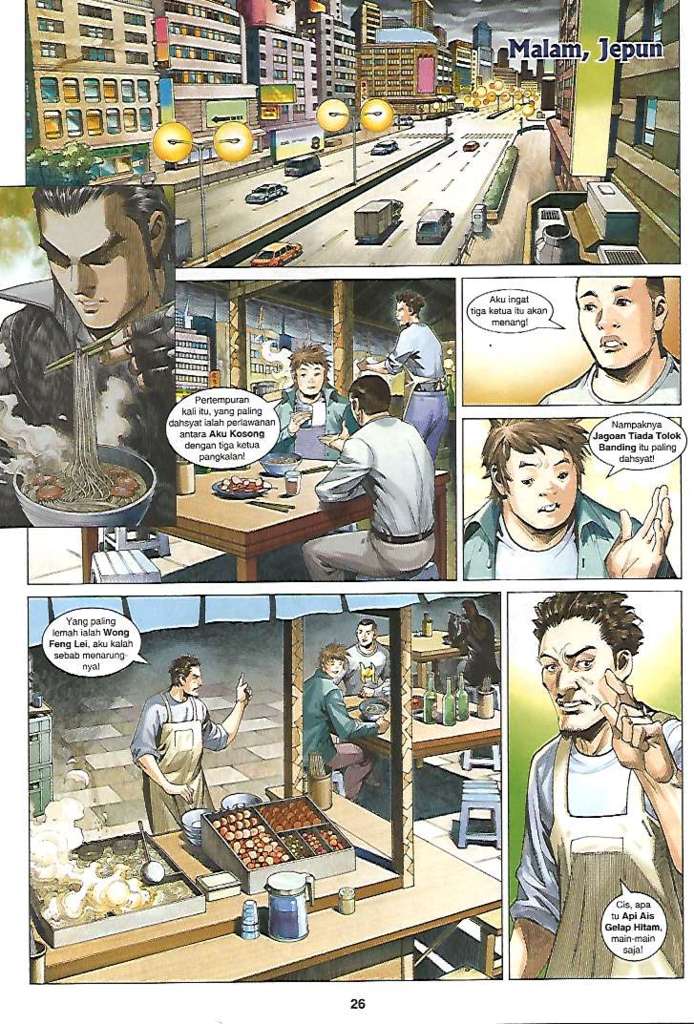 Malam, Jepun
Pertempuran
kali itu, yang paling
dahsyat ialah perlawanan
antara Aku Kosong
dengan tiga ketua
pangkalan!
Aku ingat
tiga ketua itu akan
menang!
Nampaknya
Jagoan Tiada Tolok
Banding itu paling
dahsyat!
Yang paling
lemah ialah Wong
Feng Lei, aku kalah
sebab menarung-
nya!
Cis, apa
tu Api Ais
Gelap Hitam,
main-main
saja!
26